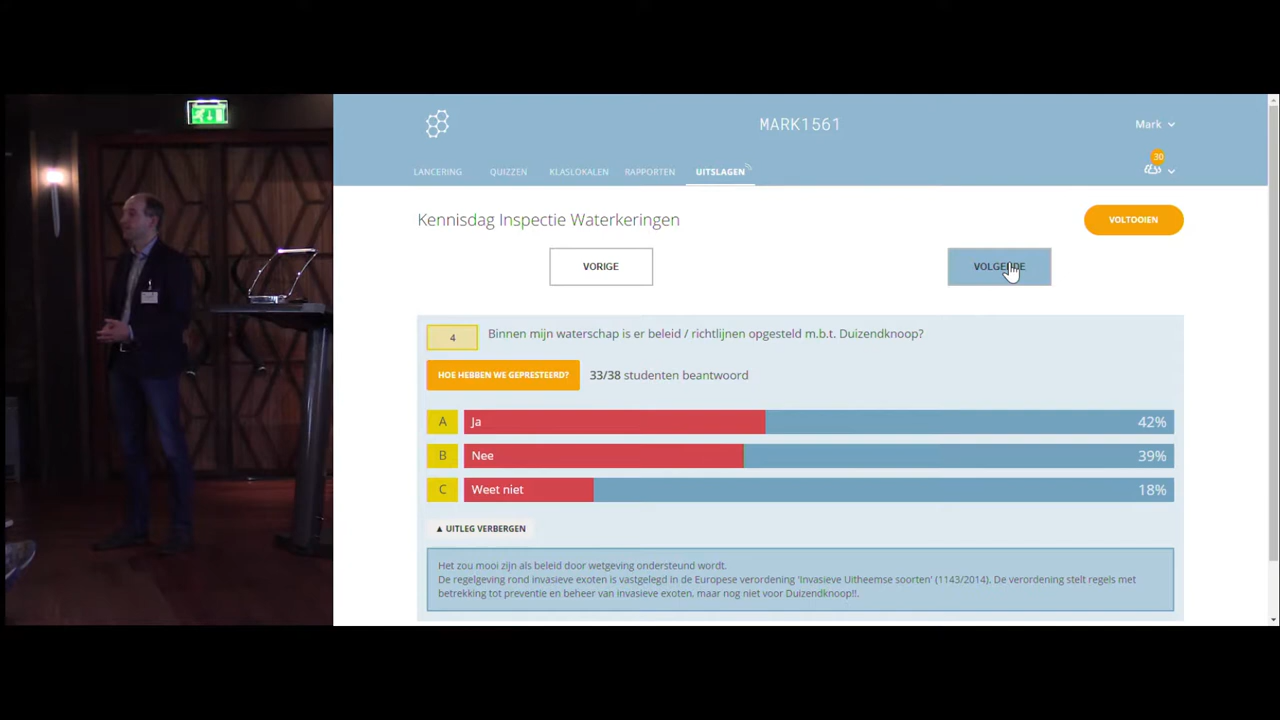 MARK1561
Mark
30
LANCERING QUIZZEN KLASLOKALEN RAPPORTEN UITSLAGEN
Kennisdag Inspectie Waterkeringen
VOLTOOIEN
VORIGE
VOLGENDE
4 Binnen mijn waterschap is er beleid / richtlijnen opgesteld m.b.t. Duizendknoop?
HOE HEBBEN WE GEPRESTEERD? 33/38 studenten beantwoord
A Ja 42%
B Nee 39%
C Weet niet 18%
▲ UITLEG VERBERGEN
Het zou mooi zijn als beleid door wetgeving ondersteund wordt.
De regelgeving rond invasieve exoten is vastgelegd in de Europese verordening 'Invasieve Uitheemse soorten' (1143/2014). De verordening stelt regels met
betrekking tot preventie en beheer van invasieve exoten, maar nog niet voor Duizendknoop!!.